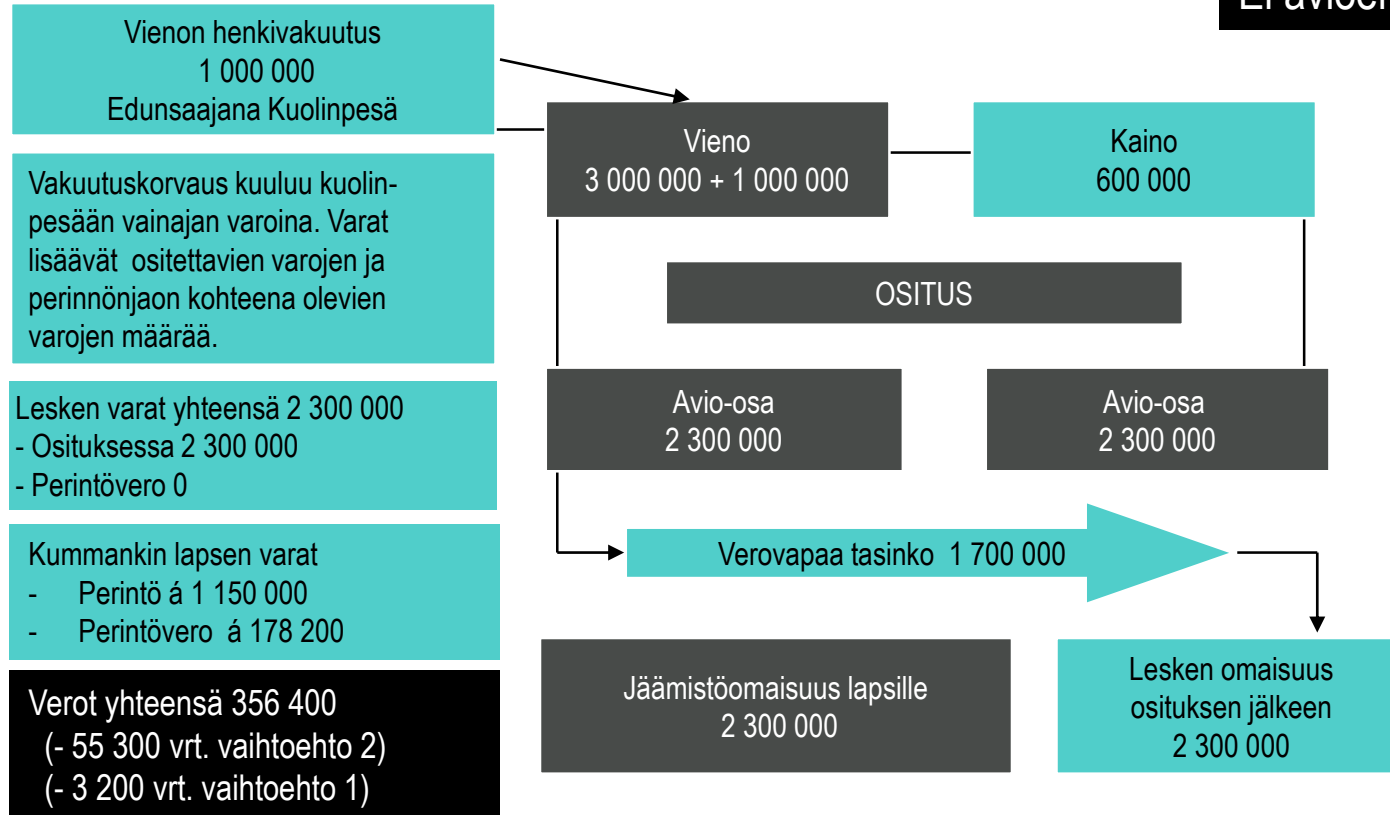 Vienon henkivakuutus
1 000 000
Edunsaajana Kuolinpesä
Vieno
3 000 000 + 1 000 000
Kaino
600 000
Vakuutuskorvaus kuuluu kuolin-
pesään vainajan varoina. Varat
lisäävät ositettavien varojen ja
perinnönjaon kohteena olevien
varojen määrää.
OSITUS
Avio-osa
2 300 000
Avio-osa
2 300 000
Lesken varat yhteensä 2 300 000
- Osituksessa 2 300 000
- Perintövero 0
Verovapaa tasinko 1 700 000
Kummankin lapsen varat
- Perintö á 1 150 000
- Perintövero á 178 200
Jäämistöomaisuus lapsille
2 300 000
Lesken omaisuus
osituksen jälkeen
2 300 000
Verot yhteensä 356 400
(- 55 300 vrt. vaihtoehto 2)
(- 3 200 vrt. vaihtoehto 1)